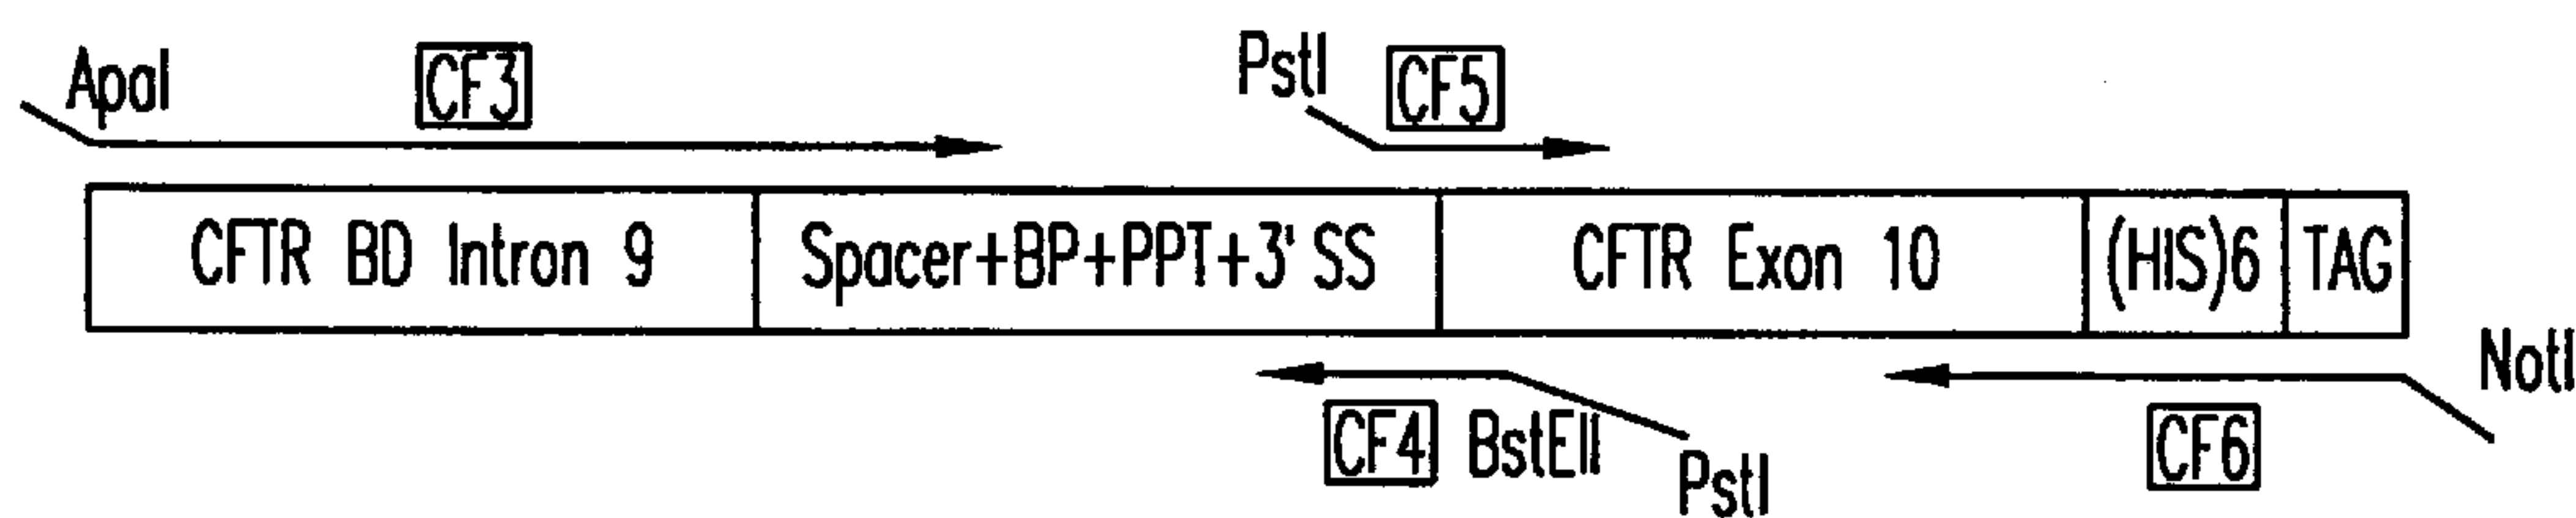 ApaI CF3 PstI CF5
CFTR BD Intron 9 Spacer+BP+PPT+3' SS CFTR Exon 10 (HIS)6 TAG
NotI
CF4 BstEII PstI CF6